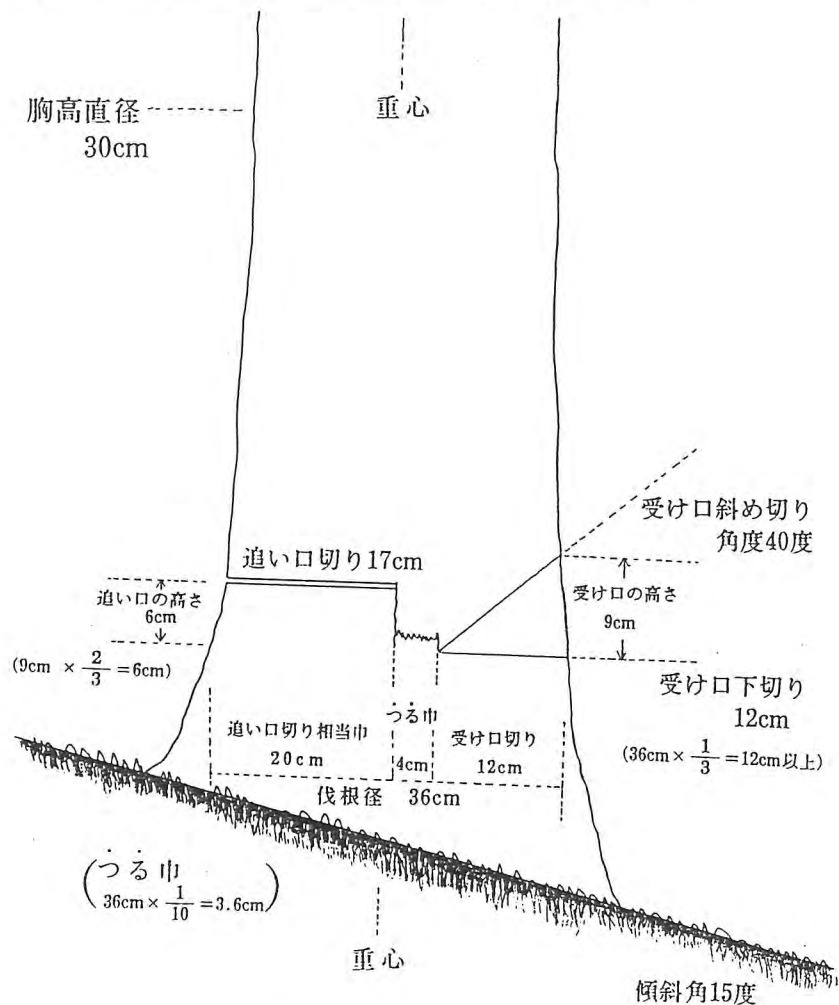 重心
胸高直径
30cm
受け口斜め切り
角度40度
追い口切り17cm
追い口の高さ
6cm
(9cm × 2/3 = 6cm)
受け口の高さ
9cm
受け口下切り
12cm
(36cm × 1/3 = 12cm以上)
つる巾
追い口切り相当巾
20cm
4cm
受け口切り
12cm
伐根径 36cm
つる巾
36cm × 1/10 = 3.6cm
重心
傾斜角15度